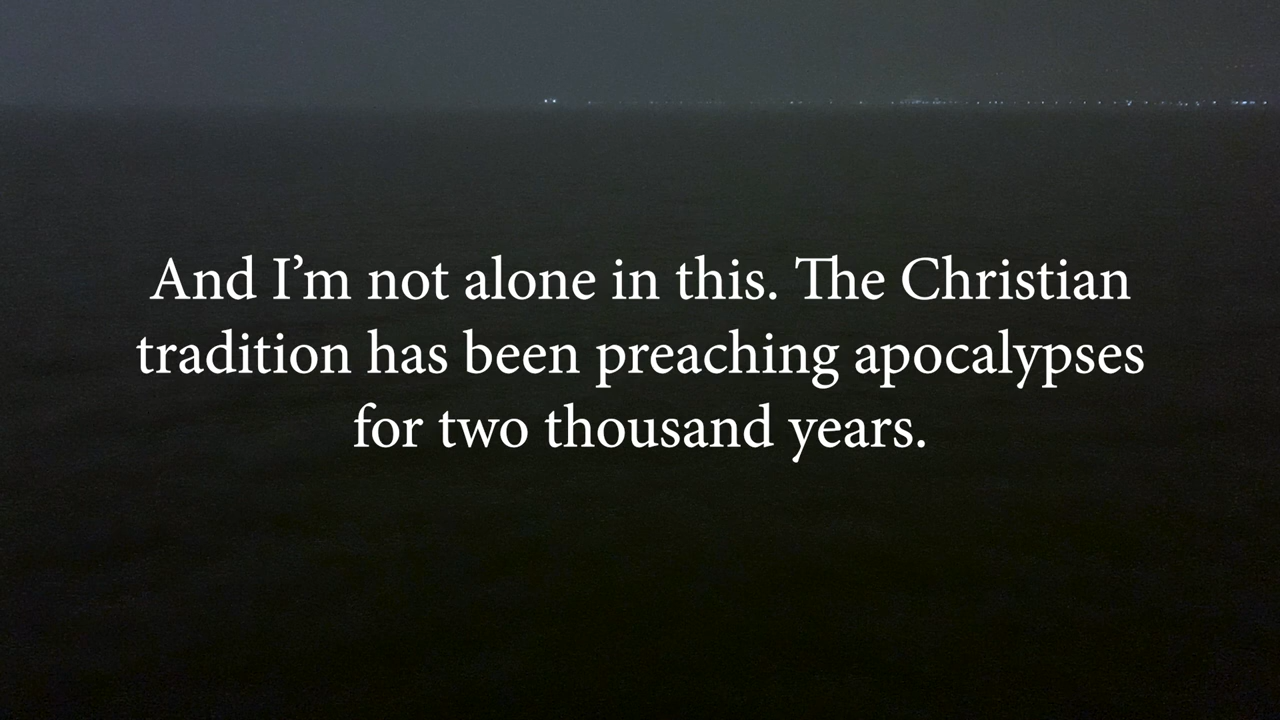 And I’m not alone in this. The Christian
tradition has been preaching apocalypses
for two thousand years.